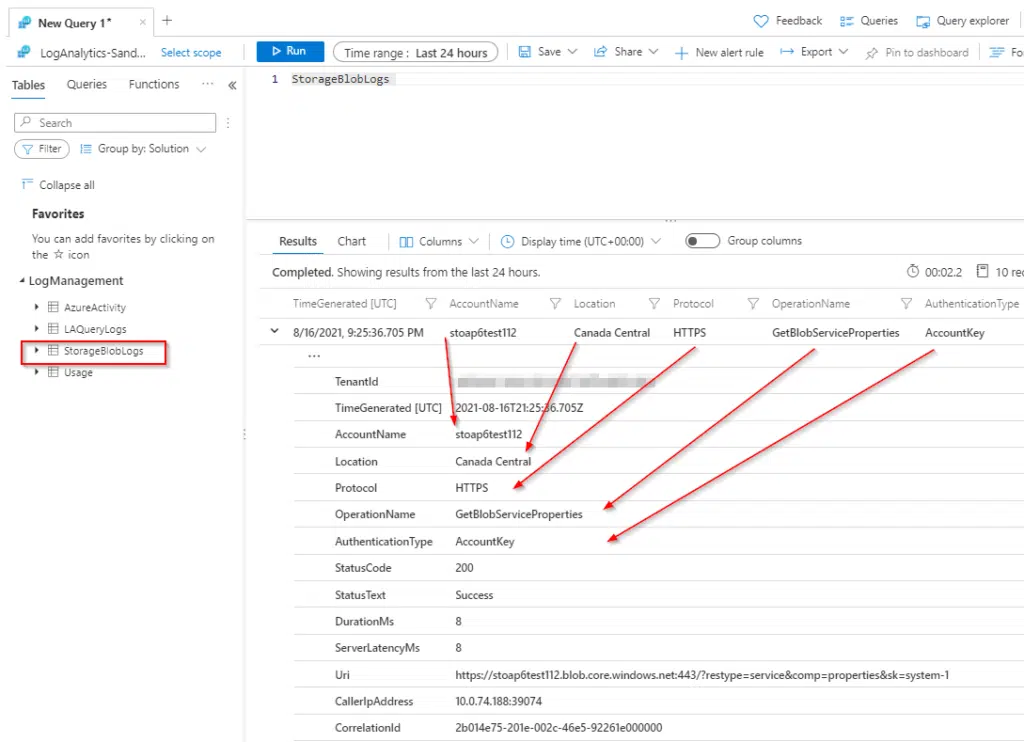 New Query 1*
Feedback Queries Query explorer
LogAnalytics-Sand... Select scope Run Time range : Last 24 hours Save Share New alert rule Export Pin to dashboard Fo
Tables Queries Functions ... «
1 StorageBlobLogs
Search
Filter Group by: Solution
Collapse all
Favorites
You can add favorites by clicking on
the ☆ icon
LogManagement
AzureActivity
LAQueryLogs
StorageBlobLogs
Usage
Results Chart Columns Display time (UTC+00:00) Group columns
Completed. Showing results from the last 24 hours. 00:02.2 10 rec
TimeGenerated [UTC] AccountName Location Protocol OperationName AuthenticationType
8/16/2021, 9:25:36.705 PM stoap6test112 Canada Central HTTPS GetBlobServiceProperties AccountKey
...
TenantId
TimeGenerated [UTC] 2021-08-16T21:25:36.705Z
AccountName stoap6test112
Location Canada Central
Protocol HTTPS
OperationName GetBlobServiceProperties
AuthenticationType AccountKey
StatusCode 200
StatusText Success
DurationMs 8
ServerLatencyMs 8
Uri https://stoap6test112.blob.core.windows.net:443/?restype=service&comp=properties&sk=system-1
CallerIpAddress 10.0.74.188:39074
CorrelationId 2b014e75-201e-002c-46e5-92261e000000